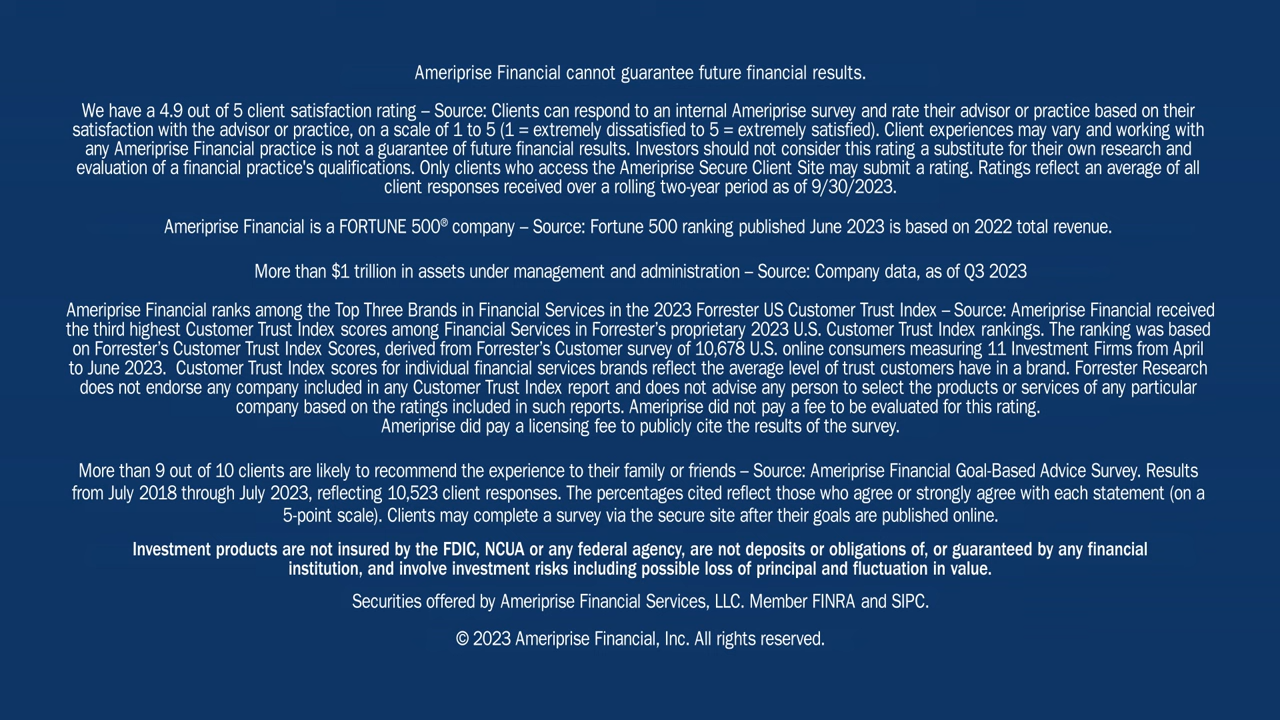 Ameriprise Financial cannot guarantee future financial results.
We have a 4.9 out of 5 client satisfaction rating – Source: Clients can respond to an internal Ameriprise survey and rate their advisor or practice based on their
satisfaction with the advisor or practice, on a scale of 1 to 5 (1 = extremely dissatisfied to 5 = extremely satisfied). Client experiences may vary and working with
any Ameriprise Financial practice is not a guarantee of future financial results. Investors should not consider this rating a substitute for their own research and
evaluation of a financial practice's qualifications. Only clients who access the Ameriprise Secure Client Site may submit a rating. Ratings reflect an average of all
client responses received over a rolling two-year period as of 9/30/2023.
Ameriprise Financial is a FORTUNE 500® company – Source: Fortune 500 ranking published June 2023 is based on 2022 total revenue.
More than $1 trillion in assets under management and administration – Source: Company data, as of Q3 2023
Ameriprise Financial ranks among the Top Three Brands in Financial Services in the 2023 Forrester US Customer Trust Index – Source: Ameriprise Financial received
the third highest Customer Trust Index scores among Financial Services in Forrester’s proprietary 2023 U.S. Customer Trust Index rankings. The ranking was based
on Forrester’s Customer Trust Index Scores, derived from Forrester’s Customer survey of 10,678 U.S. online consumers measuring 11 Investment Firms from April
to June 2023.  Customer Trust Index scores for individual financial services brands reflect the average level of trust customers have in a brand. Forrester Research
does not endorse any company included in any Customer Trust Index report and does not advise any person to select the products or services of any particular
company based on the ratings included in such reports. Ameriprise did not pay a fee to be evaluated for this rating.
Ameriprise did pay a licensing fee to publicly cite the results of the survey.
More than 9 out of 10 clients are likely to recommend the experience to their family or friends – Source: Ameriprise Financial Goal-Based Advice Survey. Results
from July 2018 through July 2023, reflecting 10,523 client responses. The percentages cited reflect those who agree or strongly agree with each statement (on a
5-point scale). Clients may complete a survey via the secure site after their goals are published online.
Investment products are not insured by the FDIC, NCUA or any federal agency, are not deposits or obligations of, or guaranteed by any financial
institution, and involve investment risks including possible loss of principal and fluctuation in value.
Securities offered by Ameriprise Financial Services, LLC. Member FINRA and SIPC.
© 2023 Ameriprise Financial, Inc. All rights reserved.